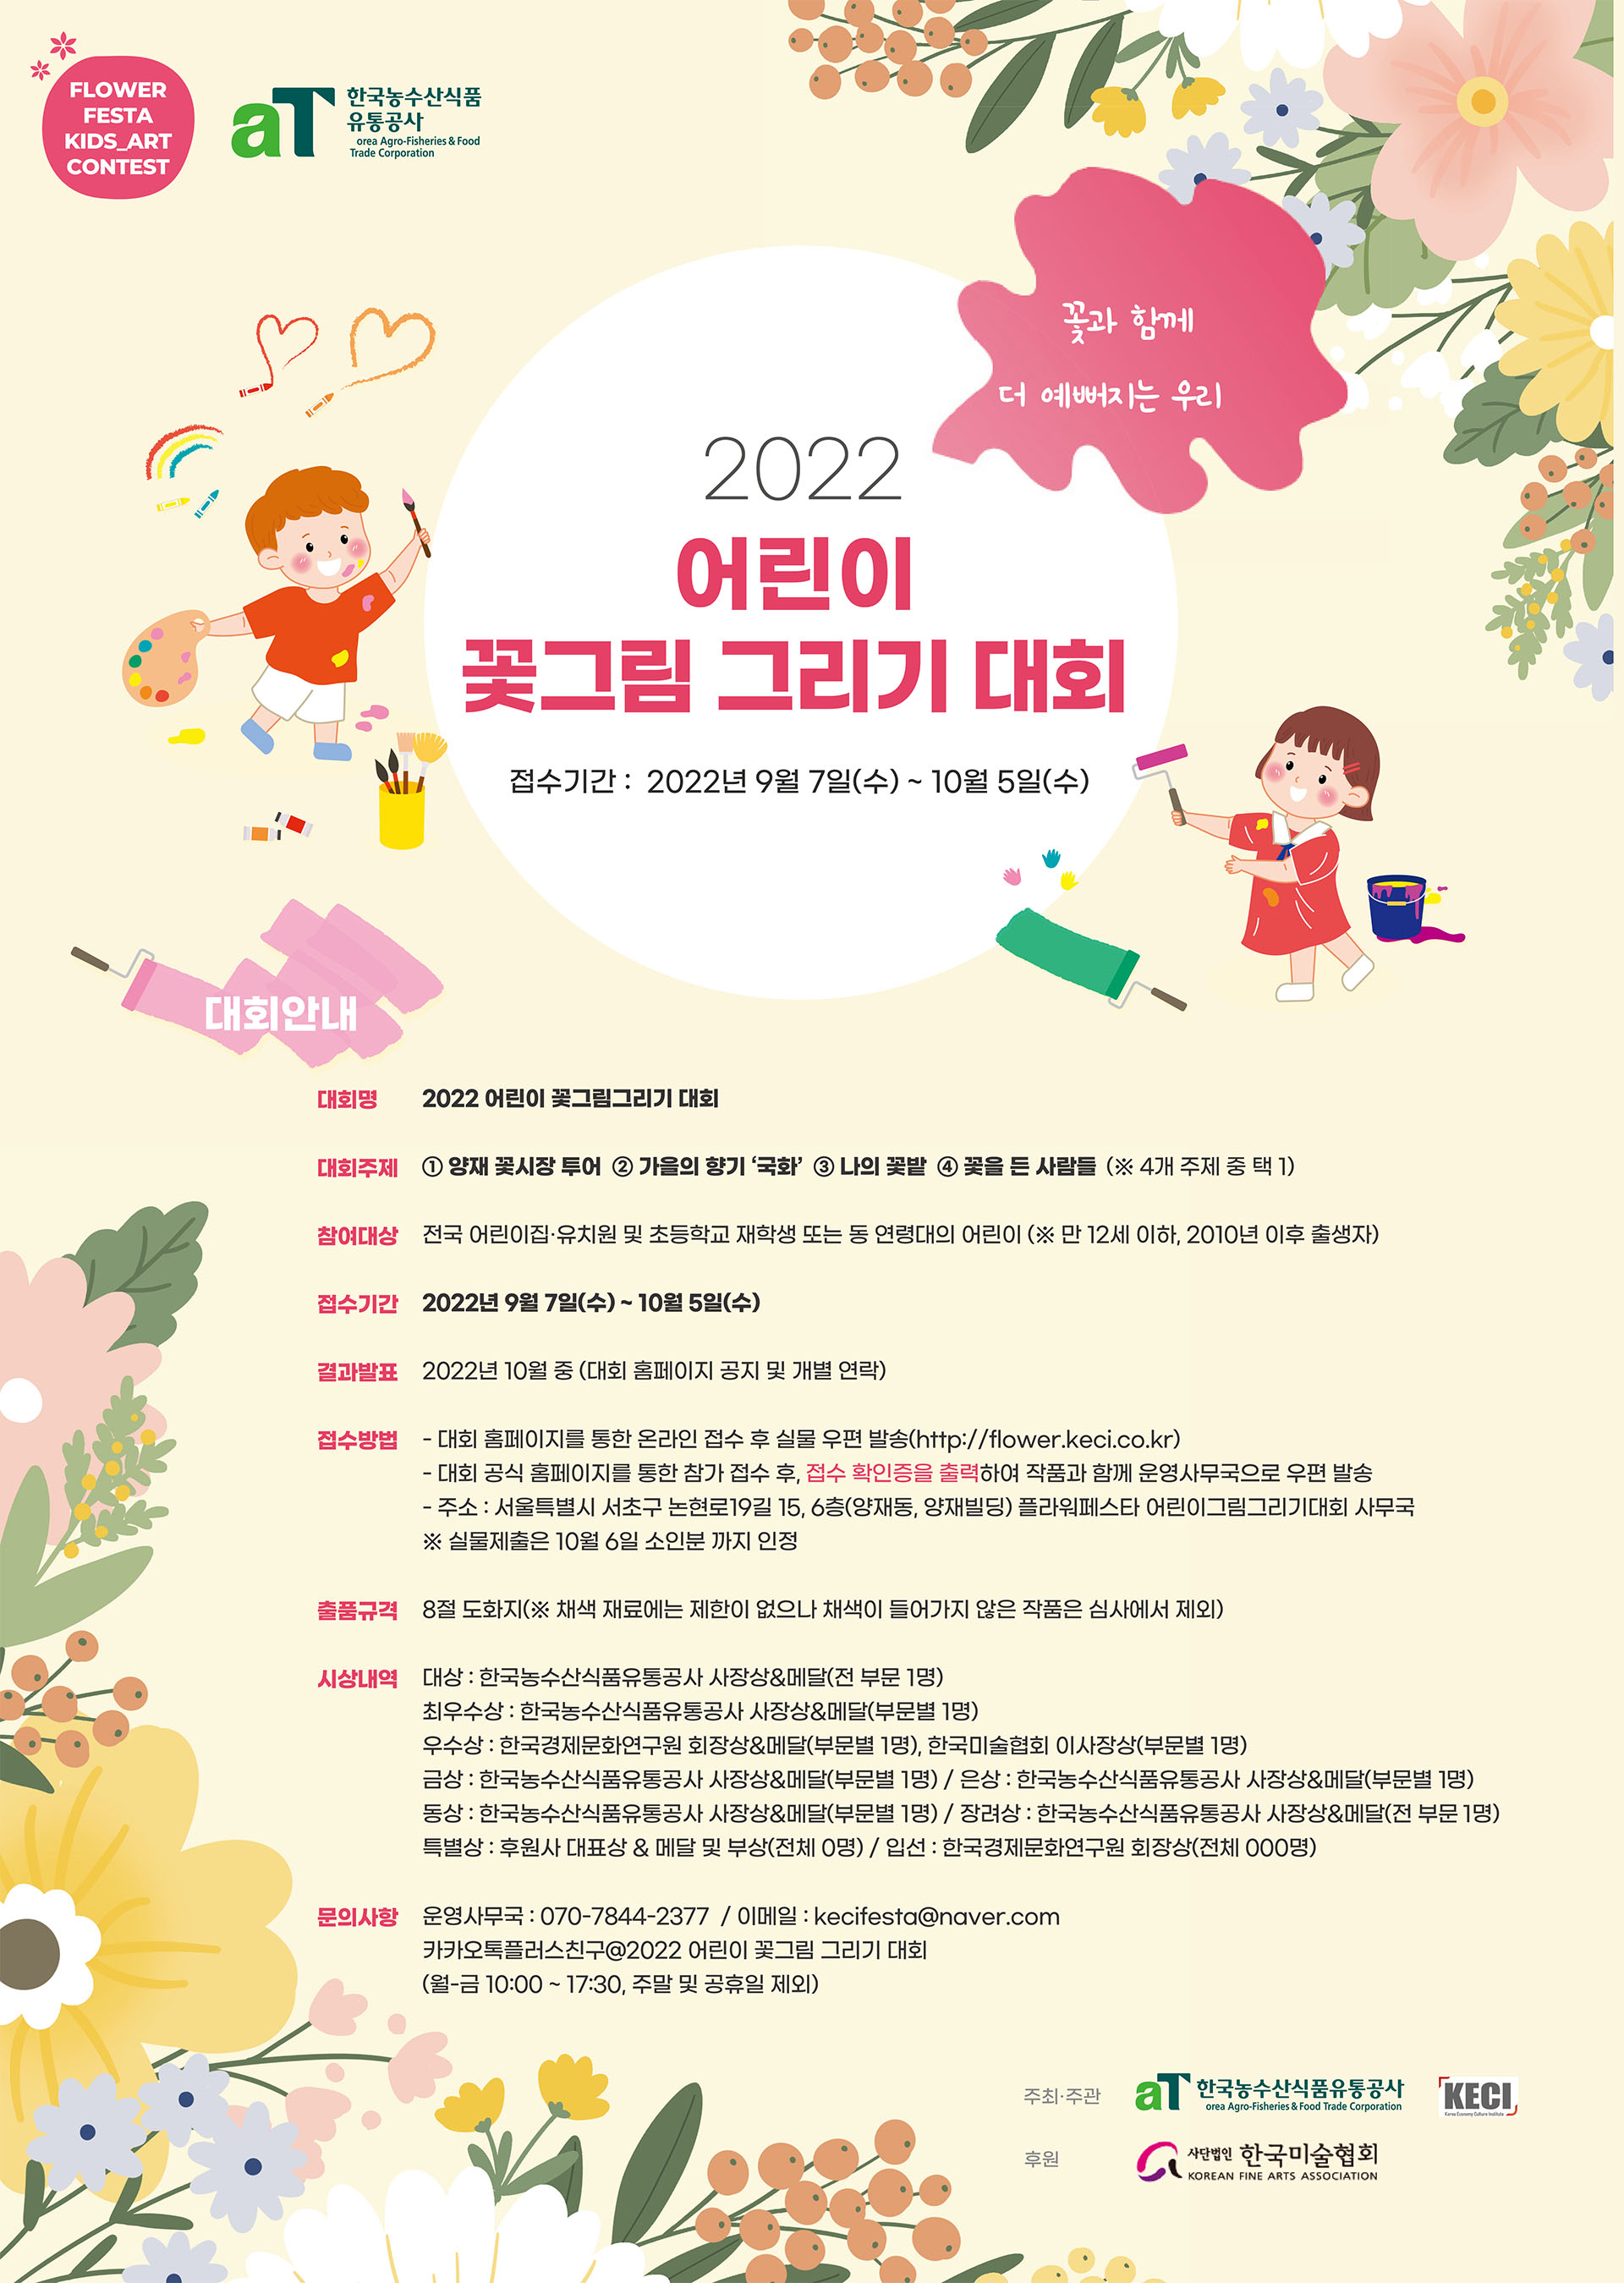 FLOWER
FESTA
KIDS_ART
CONTEST
aT 한국농수산식품
유통공사
orea Agro-Fisheries & Food
Trade Corporation
꽃과 함께
더 예뻐지는 우리
2022
어린이
꽃그림 그리기 대회
접수기간 : 2022년 9월 7일(수) ~ 10월 5일(수)
대회안내
대회명 2022 어린이 꽃그림그리기 대회
대회주제 ① 양재 꽃시장 투어 ② 가을의 향기 ‘국화’ ③ 나의 꽃밭 ④ 꽃을 든 사람들 (※ 4개 주제 중 택 1)
참여대상 전국 어린이집·유치원 및 초등학교 재학생 또는 동 연령대의 어린이 (※ 만 12세 이하, 2010년 이후 출생자)
접수기간 2022년 9월 7일(수) ~ 10월 5일(수)
결과발표 2022년 10월 중 (대회 홈페이지 공지 및 개별 연락)
접수방법 - 대회 홈페이지를 통한 온라인 접수 후 실물 우편 발송(http://flower.keci.co.kr)
- 대회 공식 홈페이지를 통한 참가 접수 후, 접수 확인증을 출력하여 작품과 함께 운영사무국으로 우편 발송
- 주소 : 서울특별시 서초구 논현로19길 15, 6층(양재동, 양재빌딩) 플라워페스타 어린이그림그리기대회 사무국
※ 실물제출은 10월 6일 소인분 까지 인정
출품규격 8절 도화지(※ 채색 재료에는 제한이 없으나 채색이 들어가지 않은 작품은 심사에서 제외)
시상내역 대상 : 한국농수산식품유통공사 사장상&메달(전 부문 1명)
최우수상 : 한국농수산식품유통공사 사장상&메달(부문별 1명)
우수상 : 한국경제문화연구원 회장상&메달(부문별 1명), 한국미술협회 이사장상(부문별 1명)
금상 : 한국농수산식품유통공사 사장상&메달(부문별 1명) / 은상 : 한국농수산식품유통공사 사장상&메달(부문별 1명)
동상 : 한국농수산식품유통공사 사장상&메달(부문별 1명) / 장려상 : 한국농수산식품유통공사 사장상&메달(전 부문 1명)
특별상 : 후원사 대표상 & 메달 및 부상(전체 0명) / 입선 : 한국경제문화연구원 회장상(전체 000명)
문의사항 운영사무국 : 070-7844-2377 / 이메일 : kecifesta@naver.com
카카오톡플러스친구@2022 어린이 꽃그림 그리기 대회
(월-금 10:00 ~ 17:30, 주말 및 공휴일 제외)
주최·주관 aT 한국농수산식품유통공사 KECI
orea Agro-Fisheries & Food Trade Corporation Korea Economy Culture Institute
후원 사단법인 한국미술협회
KOREAN FINE ARTS ASSOCIATION